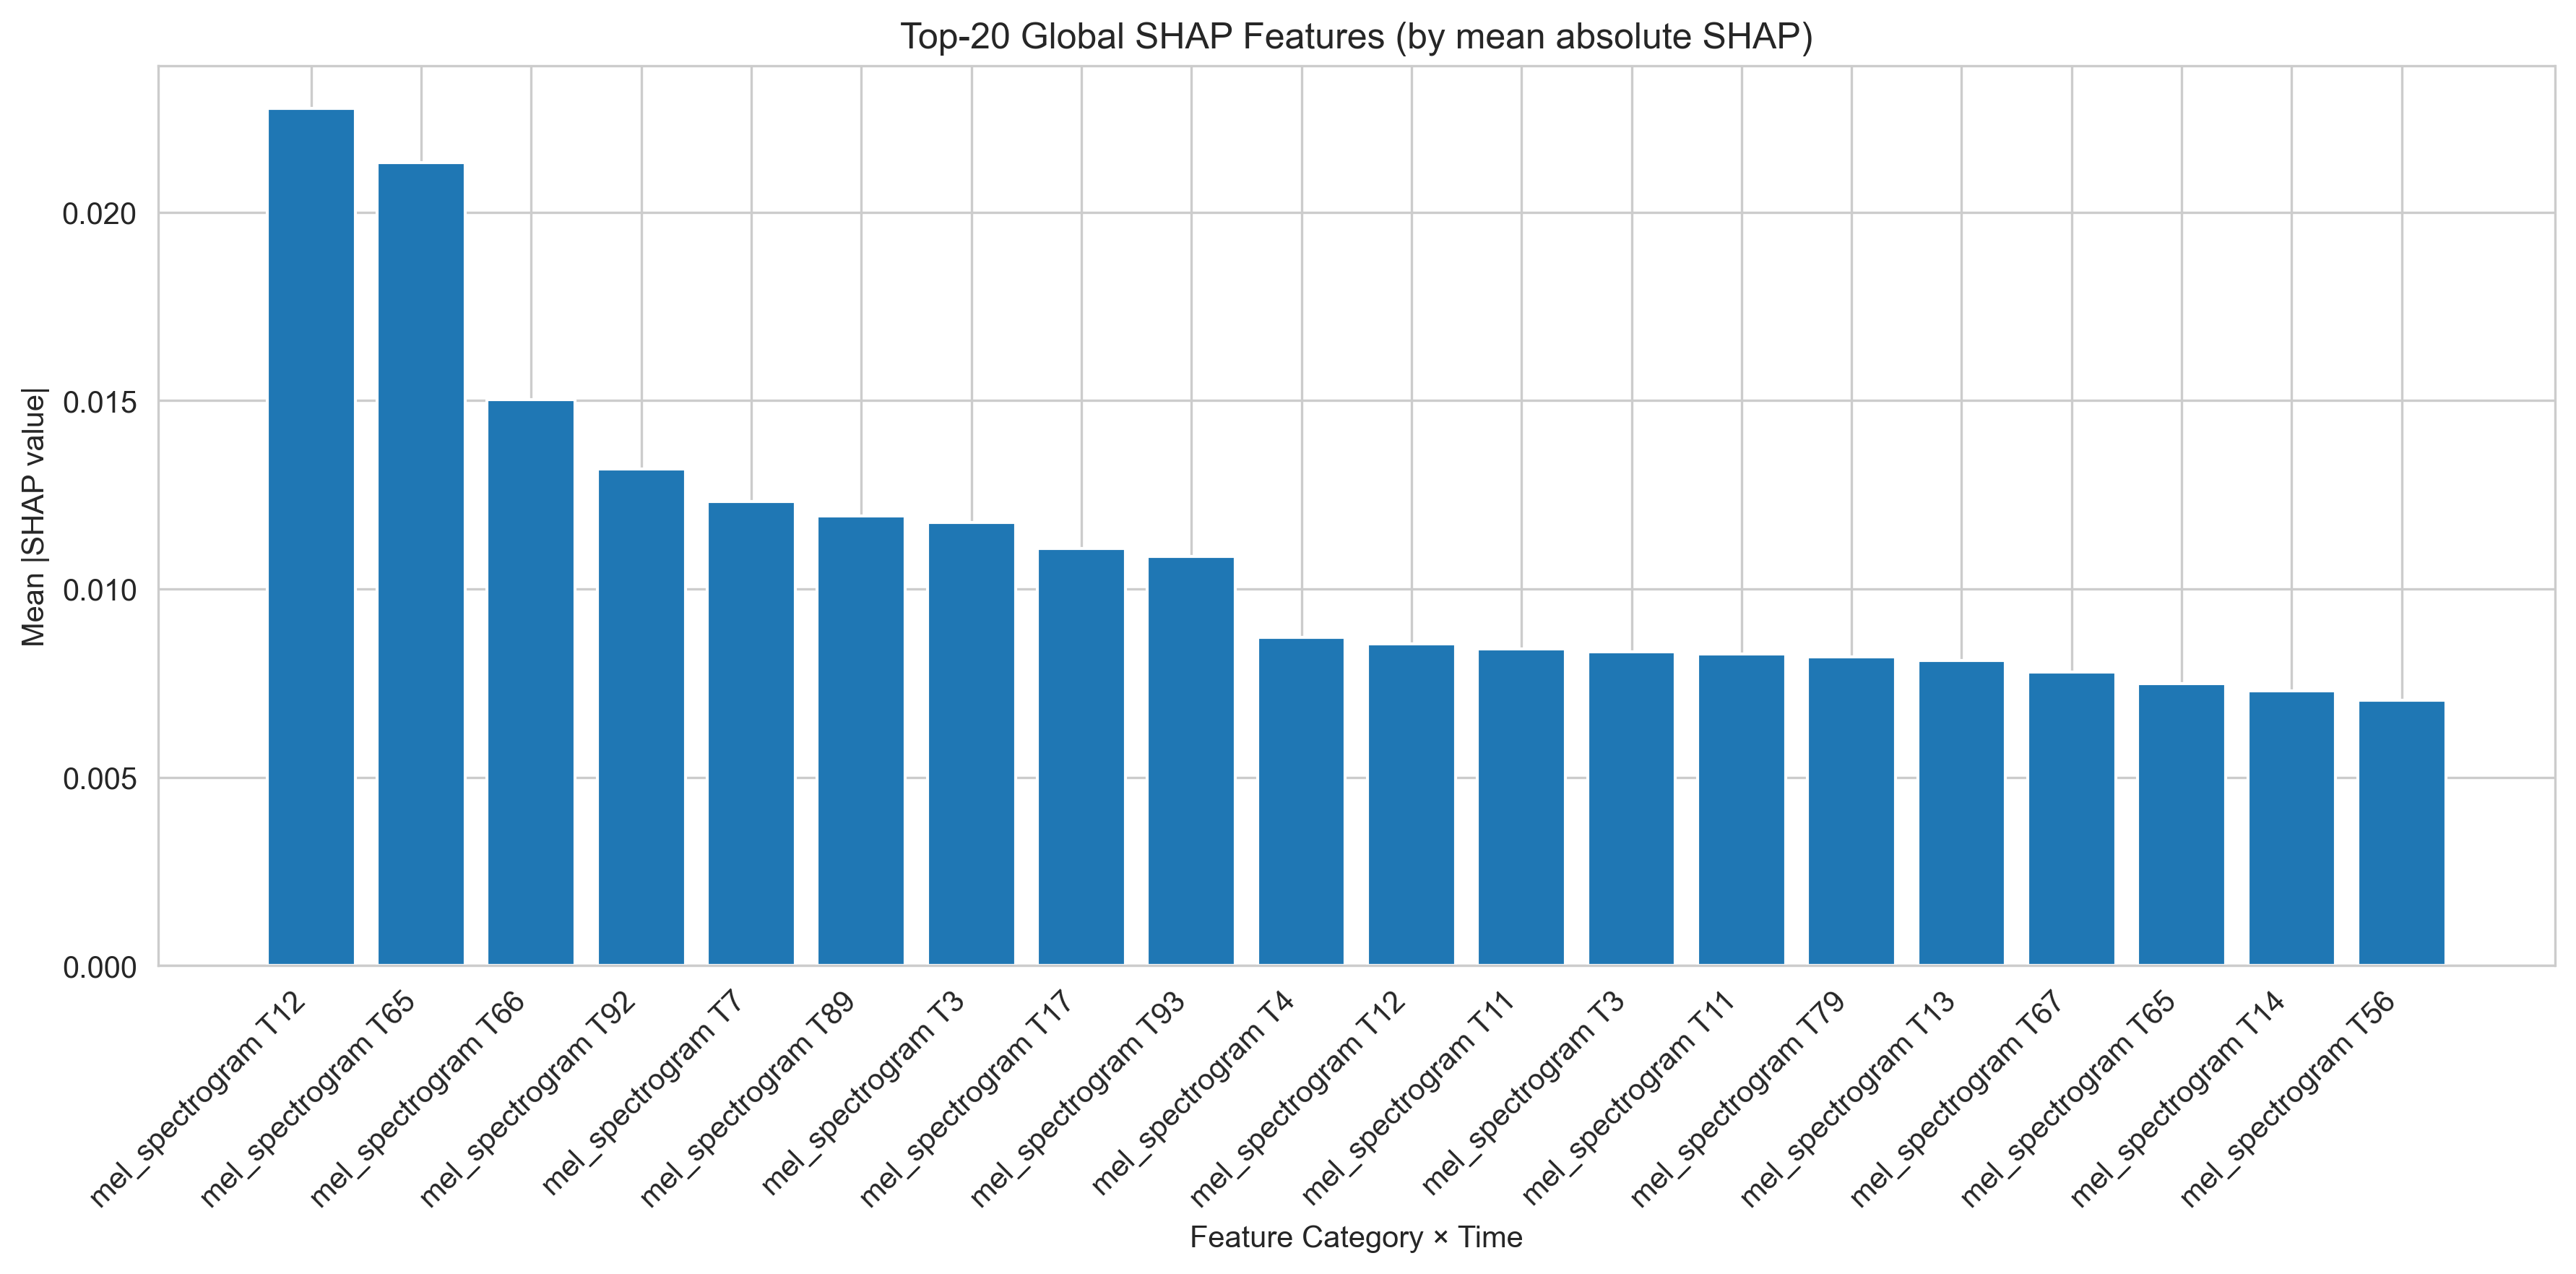 Top-20 Global SHAP Features (by mean absolute SHAP)
Mean |SHAP value|
0.020
0.015
0.010
0.005
0.000
mel_spectrogram T12
mel_spectrogram T65
mel_spectrogram T66
mel_spectrogram T92
mel_spectrogram T7
mel_spectrogram T89
mel_spectrogram T3
mel_spectrogram T17
mel_spectrogram T93
mel_spectrogram T4
mel_spectrogram T12
mel_spectrogram T11
mel_spectrogram T3
mel_spectrogram T11
mel_spectrogram T79
mel_spectrogram T13
mel_spectrogram T67
mel_spectrogram T65
mel_spectrogram T14
mel_spectrogram T56
Feature Category × Time